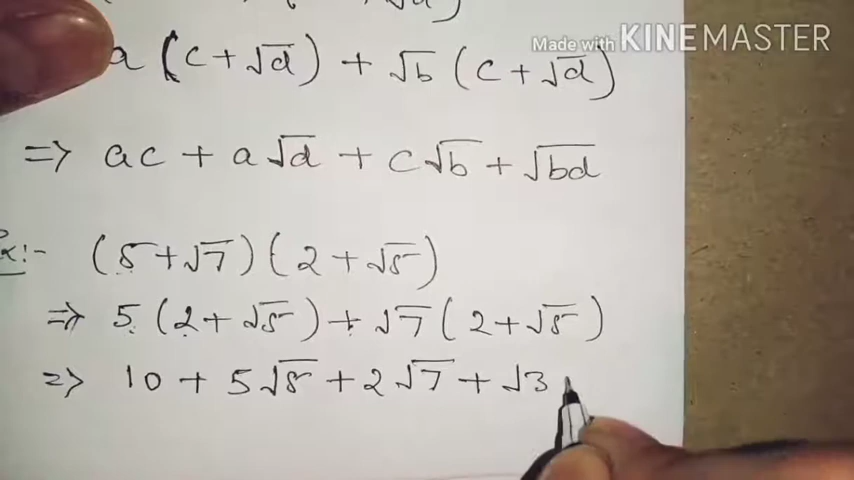 √d)
Made with KINEMASTER
a (c + √d) + √b (c + √d)
=> ac + a√d + c√b + √bd
Ex:- (5 + √7) (2 + √5)
=> 5 (2 + √5) + √7 (2 + √5)
=> 10 + 5√5 + 2√7 + √3